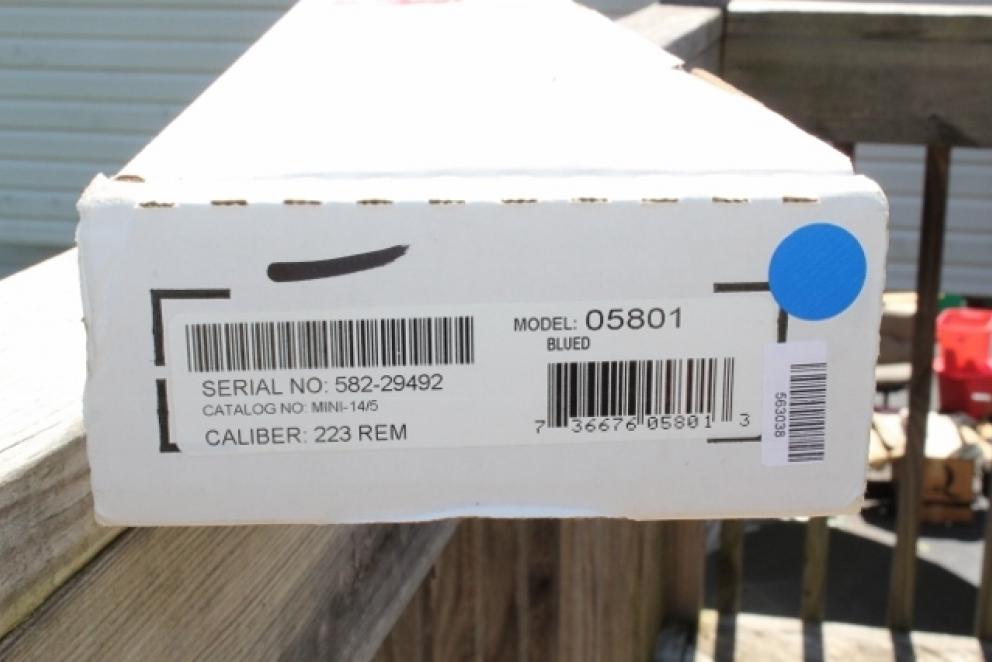 MODEL: 05801
BLUED
SERIAL NO: 582-29492
CATALOG NO: MINI-14/5
CALIBER: 223 REM
7 36676 05801 3
563038